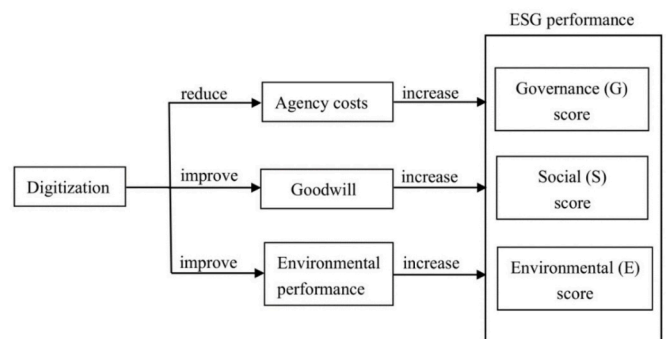 ESG performance
reduce
Agency costs
increase
Governance (G)
score
Digitization
improve
Goodwill
increase
Social (S)
score
improve
Environmental
performance
increase
Environmental (E)
score